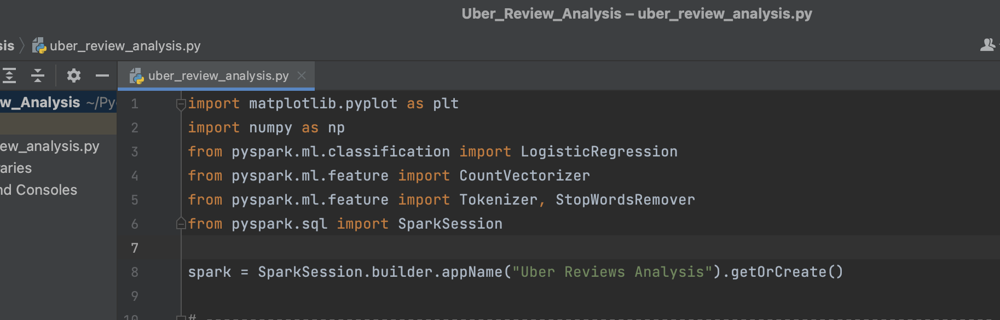 Uber_Review_Analysis – uber_review_analysis.py
sis uber_review_analysis.py
uber_review_analysis.py
w_Analysis ~/Py
ew_analysis.py
aries
nd Consoles
1 import matplotlib.pyplot as plt
2 import numpy as np
3 from pyspark.ml.classification import LogisticRegression
4 from pyspark.ml.feature import CountVectorizer
5 from pyspark.ml.feature import Tokenizer, StopWordsRemover
6 from pyspark.sql import SparkSession
7
8 spark = SparkSession.builder.appName("Uber Reviews Analysis").getOrCreate()
9
10 #